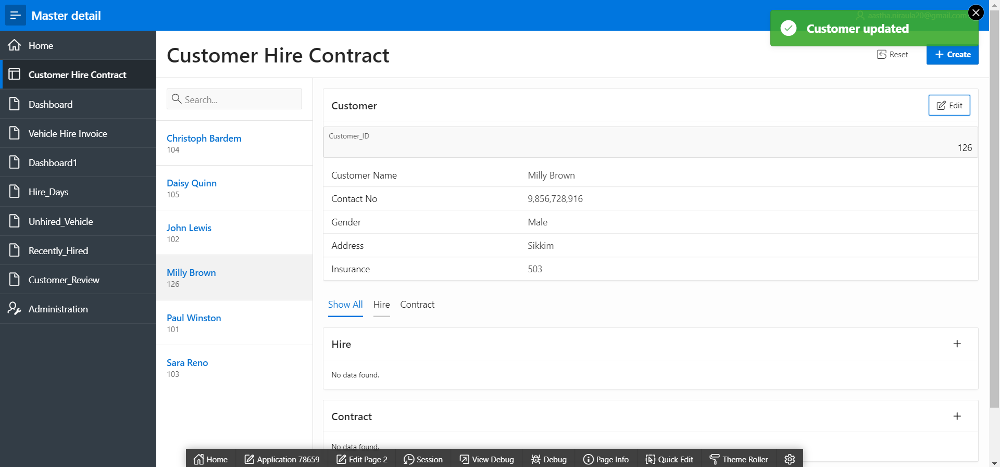 Master detail
aastha.niraula20@gmail.com
Customer updated
Home
Customer Hire Contract
Dashboard
Vehicle Hire Invoice
Dashboard1
Hire_Days
Unhired_Vehicle
Recently_Hired
Customer_Review
Administration
Customer Hire Contract
Reset
Create
Search...
Christoph Bardem
104
Daisy Quinn
105
John Lewis
102
Milly Brown
126
Paul Winston
101
Sara Reno
103
Customer
Edit
Customer_ID
126
Customer Name Milly Brown
Contact No 9,856,728,916
Gender Male
Address Sikkim
Insurance 503
Show All Hire Contract
Hire
No data found.
Contract
No data found.
Home Application 78659 Edit Page 2 Session View Debug Debug Page Info Quick Edit Theme Roller